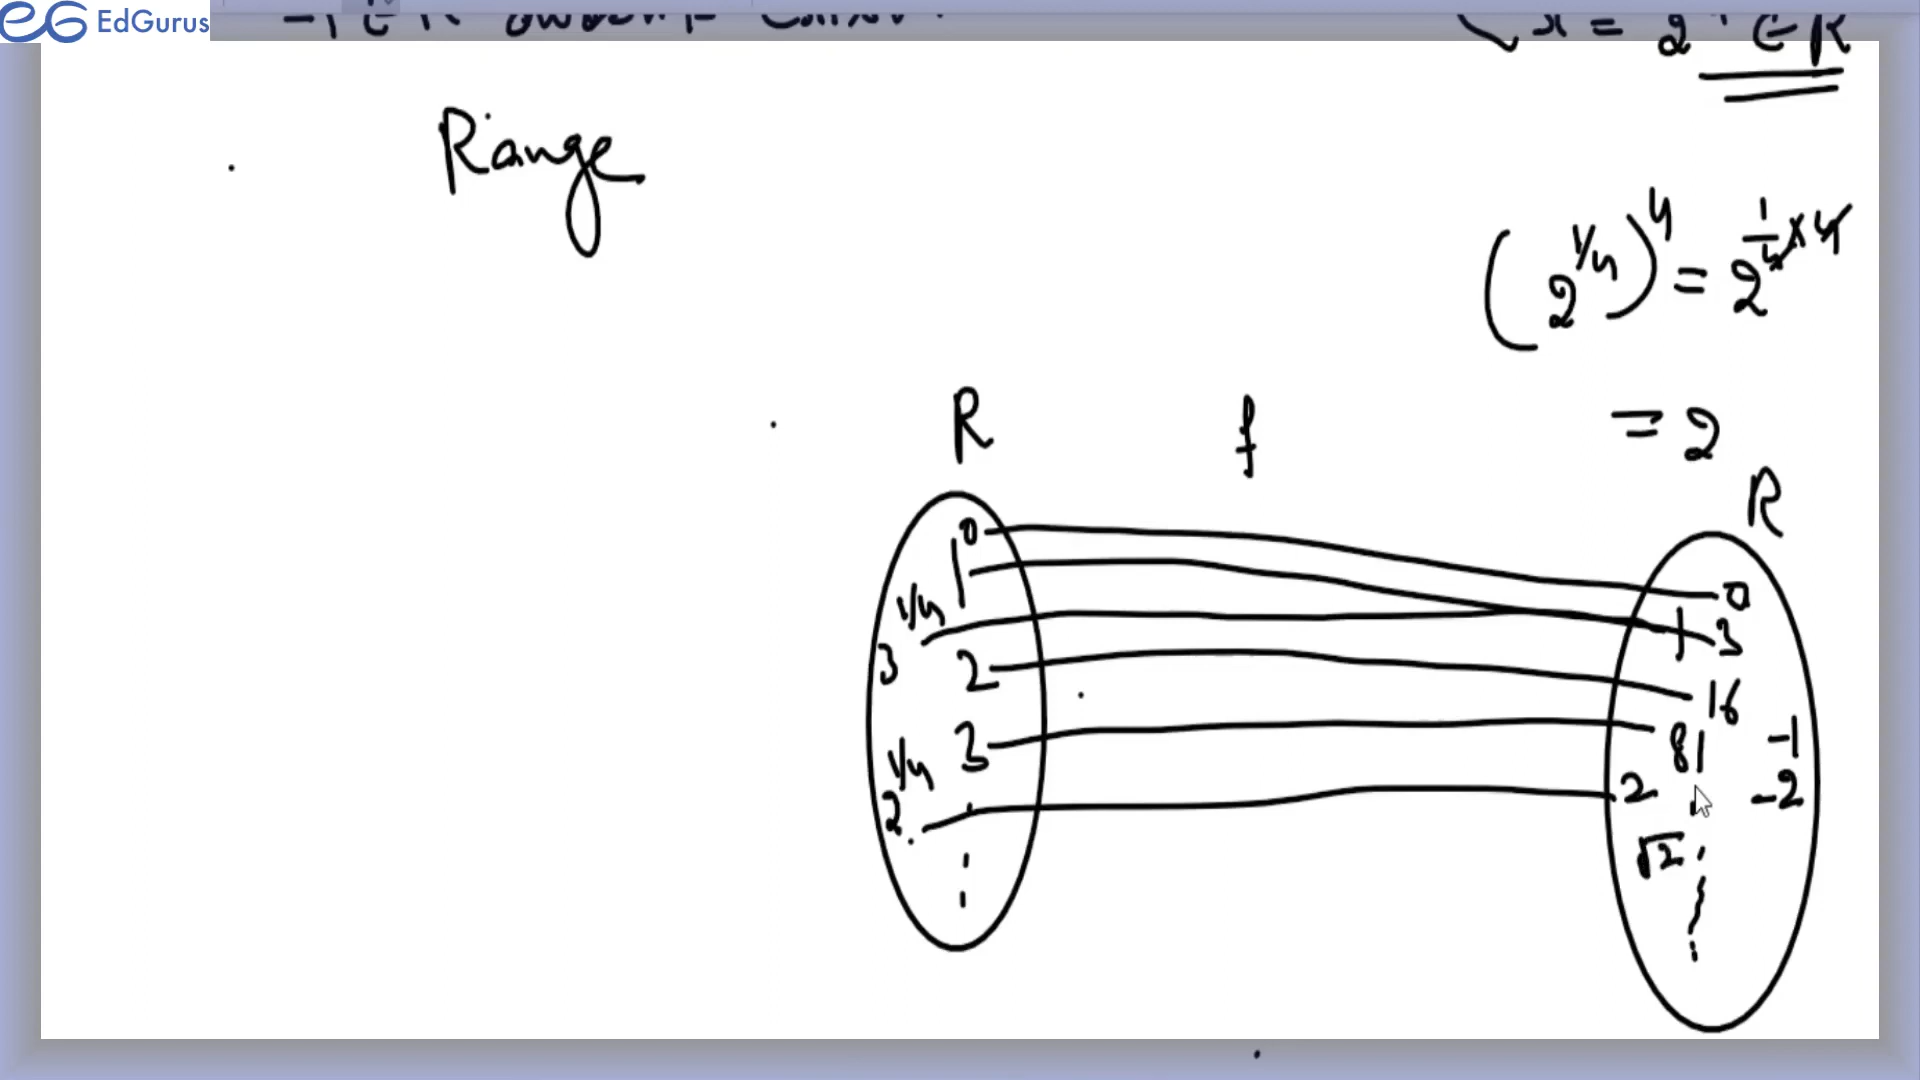 EdGurus
x = 2 ∈ R
Range
(2^{1/4})^4 = 2^{1/4 × 4}
= 2
R f R
0 0
1 1 3
3^{1/4}
2 16
3 81 -1
2^{1/4} 2 -2
√2